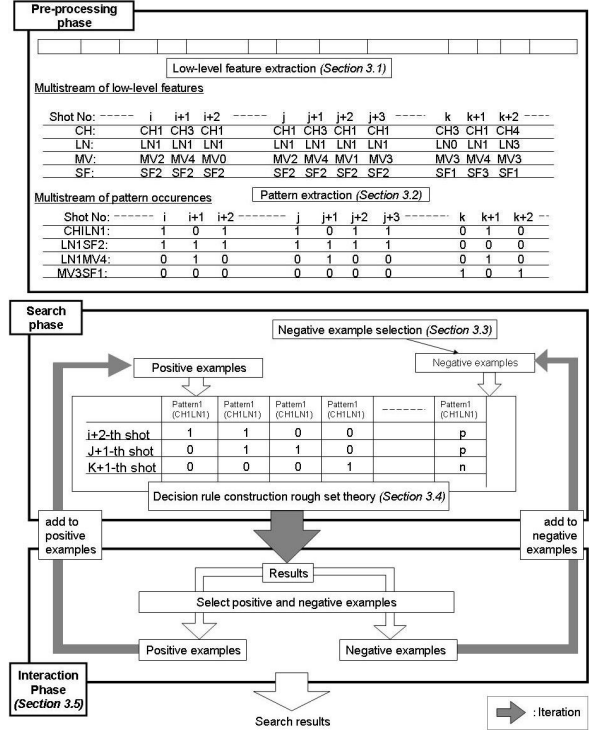 Pre-processing
phase
Low-level feature extraction (Section 3.1)
Multistream of low-level features
Shot No: ----- i i+1 i+2 ----- j j+1 j+2 j+3 ----- k k+1 k+2 ---
CH: CH1 CH3 CH1 CH1 CH3 CH1 CH1 CH3 CH1 CH4
LN: LN1 LN1 LN1 LN1 LN1 LN1 LN1 LN0 LN1 LN3
MV: MV2 MV4 MV0 MV2 MV4 MV1 MV3 MV3 MV4 MV3
SF: SF2 SF2 SF2 SF2 SF2 SF2 SF2 SF1 SF3 SF1
Multistream of pattern occurences
Pattern extraction (Section 3.2)
Shot No: ------- i i+1 i+2 ------ j j+1 j+2 j+3 ------- k k+1 k+2 --
CHILN1: 1 0 1 1 0 1 1 0 1 0
LN1SF2: 1 1 1 1 1 1 1 0 0 0
LN1MV4: 0 1 0 0 1 0 0 0 1 0
MV3SF1: 0 0 0 0 0 0 0 1 0 1
Search
phase
Negative example selection (Section 3.3)
Positive examples
Negative examples
Pattern1 Pattern1 Pattern1 Pattern1 Pattern1
(CH1LN1) (CH1LN1) (CH1LN1) (CH1LN1) ------- (CH1LN1)
i+2-th shot 1 1 0 0 p
J+1-th shot 0 1 1 0 p
K+1-th shot 0 0 0 1 n
Decision rule construction rough set theory (Section 3.4)
add to
positive
examples
add to
negative
examples
Results
Select positive and negative examples
Positive examples
Negative examples
Interaction
Phase
(Section 3.5)
Search results
: Iteration